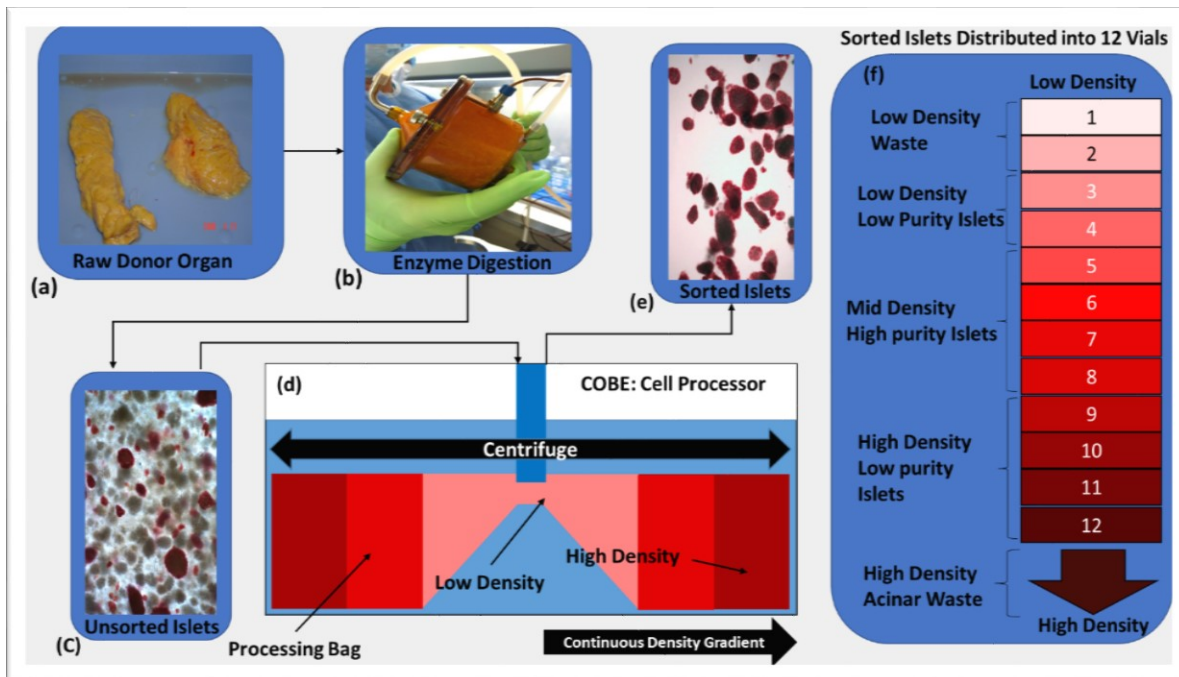 (a)
Raw Donor Organ
(b)
Enzyme Digestion
(C)
Unsorted Islets
(d)
COBE: Cell Processor
Centrifuge
Low Density
High Density
Processing Bag
Continuous Density Gradient
(e)
Sorted Islets
Sorted Islets Distributed into 12 Vials
(f)
Low Density
Low Density
Waste
Low Density
Low Purity Islets
Mid Density
High purity Islets
High Density
Low purity
Islets
High Density
Acinar Waste
1
2
3
4
5
6
7
8
9
10
11
12
High Density